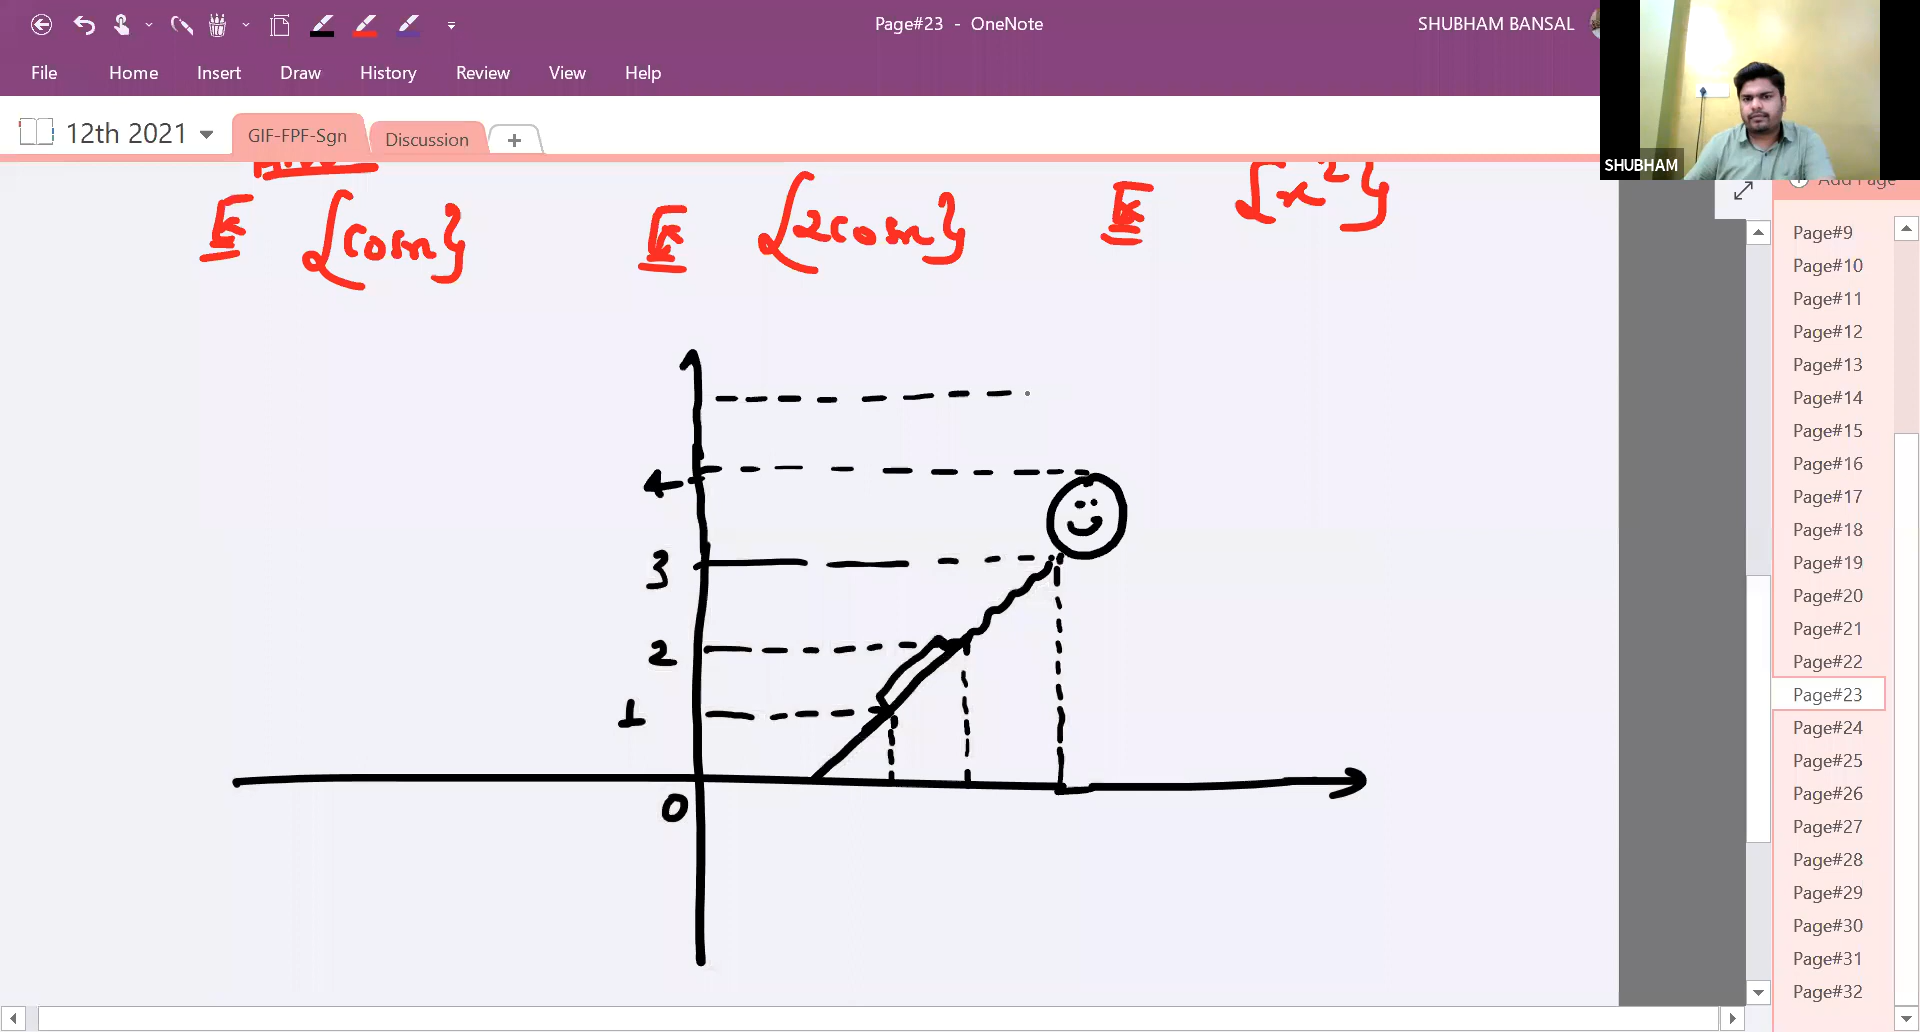 Page#23 - OneNote
SHUBHAM BANSAL
File Home Insert Draw History Review View Help
12th 2021
GIF-FPF-Sgn
Discussion
+
SHUBHAM
Add Page
E {cosx} E {2cosx} E {x²}
3
2
1
0
Page#9
Page#10
Page#11
Page#12
Page#13
Page#14
Page#15
Page#16
Page#17
Page#18
Page#19
Page#20
Page#21
Page#22
Page#23
Page#24
Page#25
Page#26
Page#27
Page#28
Page#29
Page#30
Page#31
Page#32